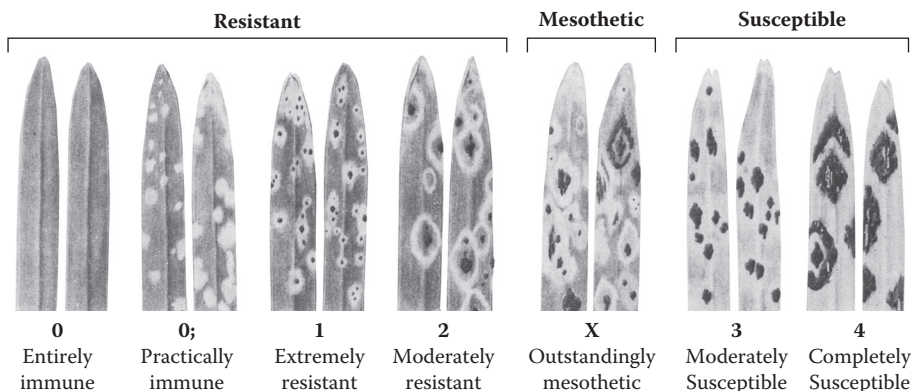 Resistant Mesothetic Susceptible
0 0; 1 2 X 3 4
Entirely Practically Extremely Moderately Outstandingly Moderately Completely
immune immune resistant resistant mesothetic Susceptible Susceptible